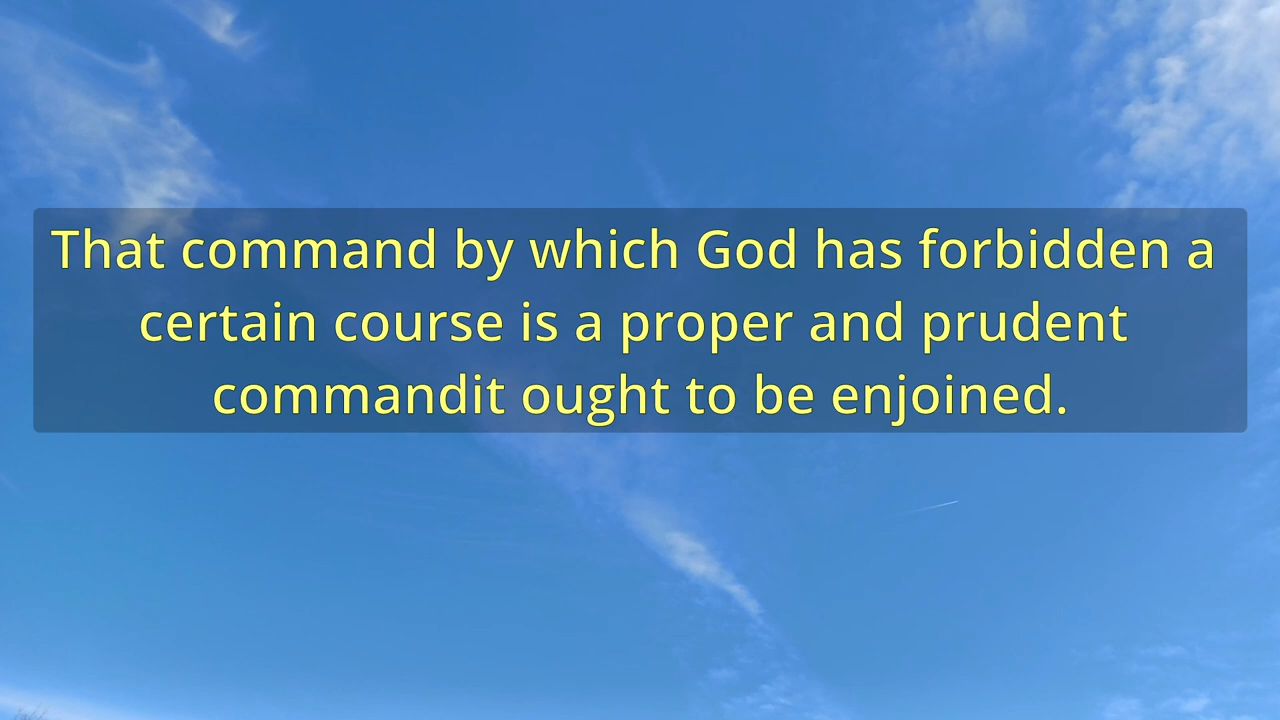 That command by which God has forbidden a
certain course is a proper and prudent
commandit ought to be enjoined.